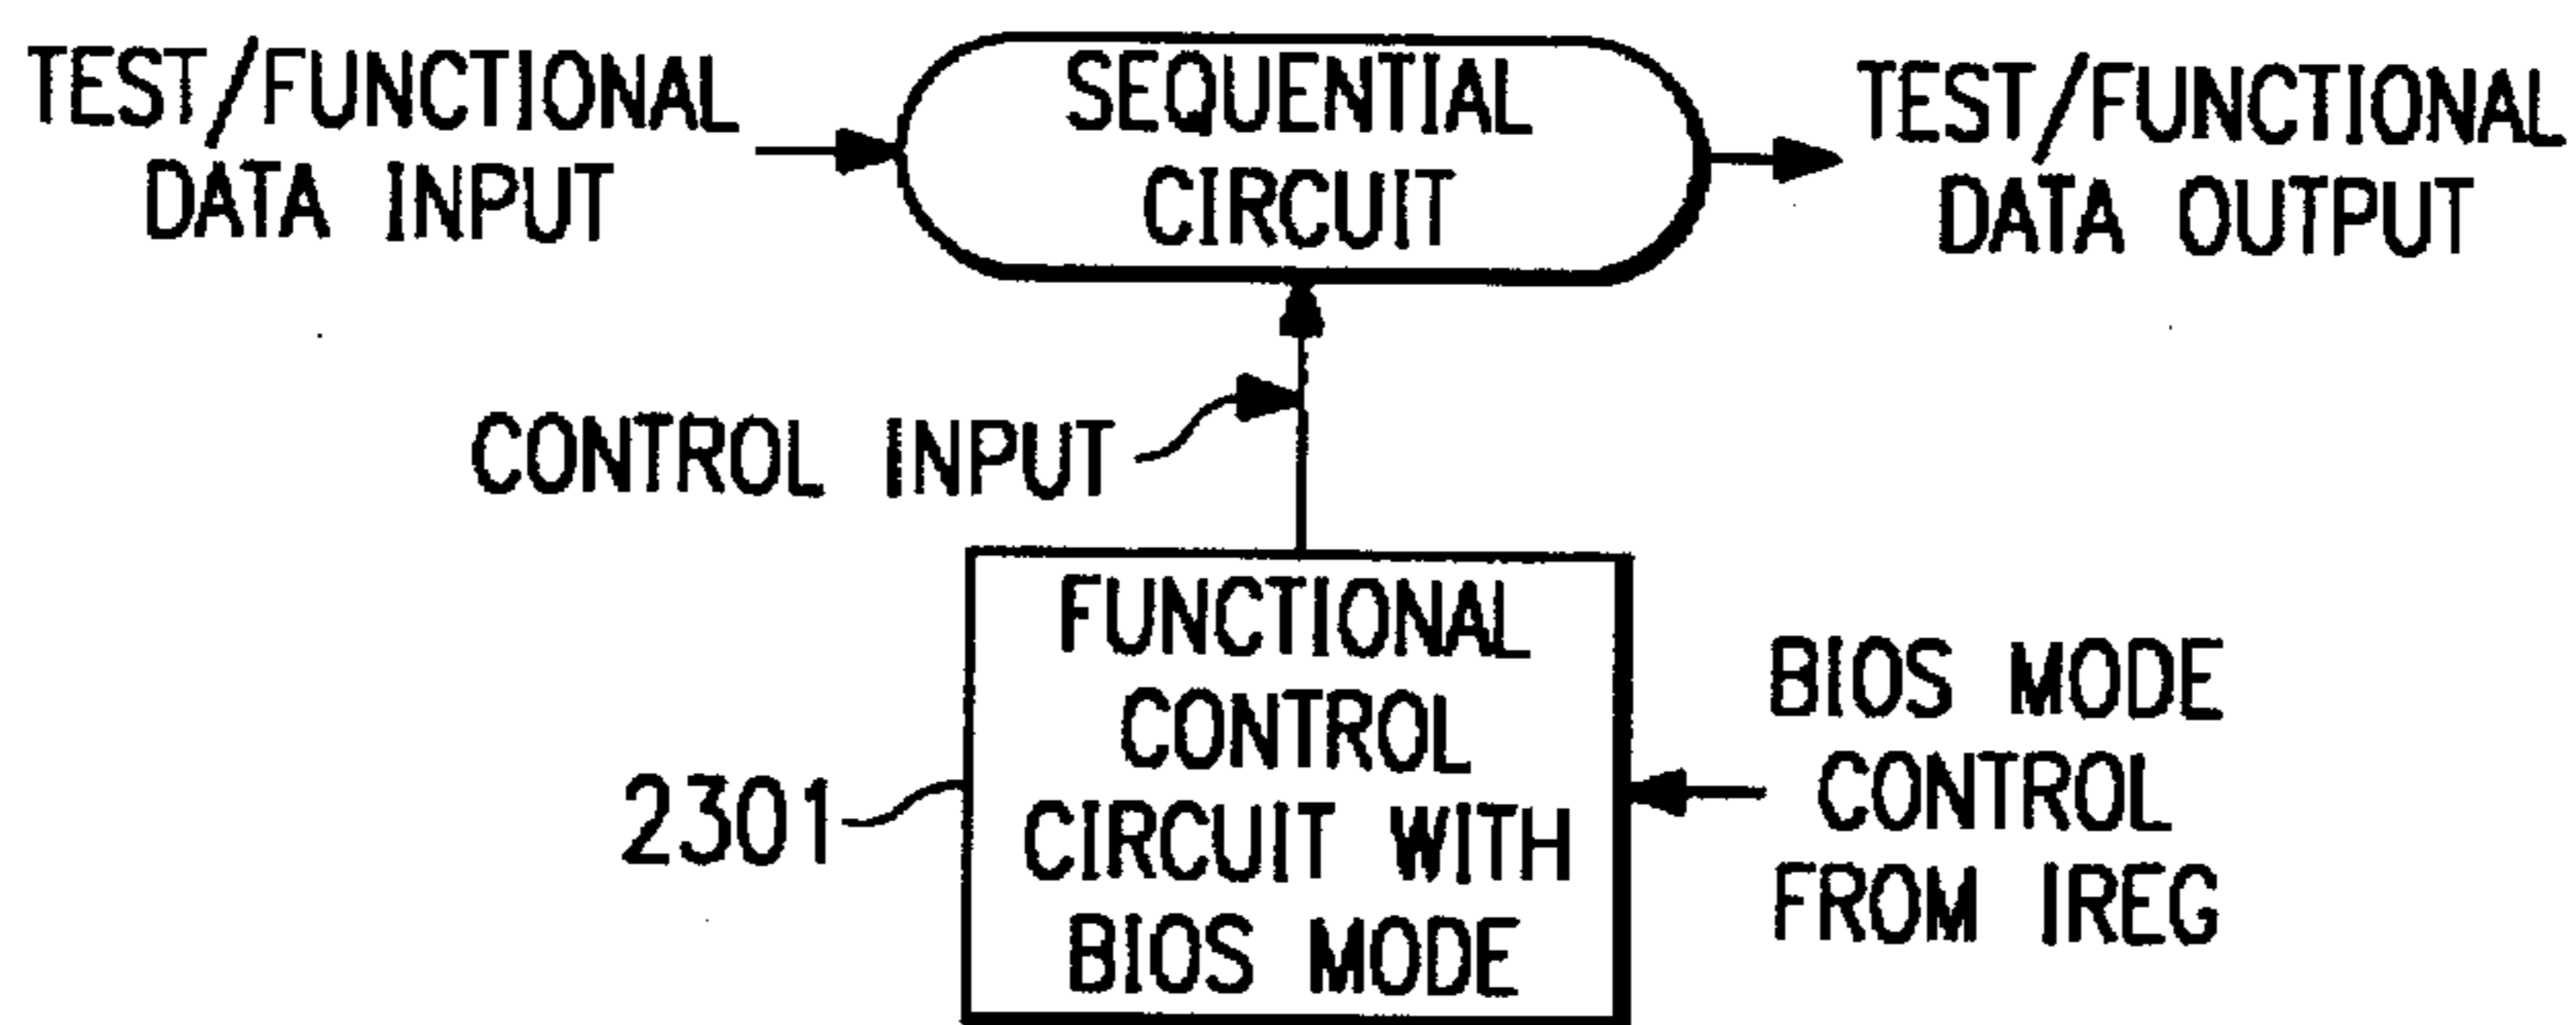 TEST/FUNCTIONAL
DATA INPUT
SEQUENTIAL
CIRCUIT
TEST/FUNCTIONAL
DATA OUTPUT
CONTROL INPUT
FUNCTIONAL
CONTROL
CIRCUIT WITH
BIOS MODE
2301
BIOS MODE
CONTROL
FROM IREG